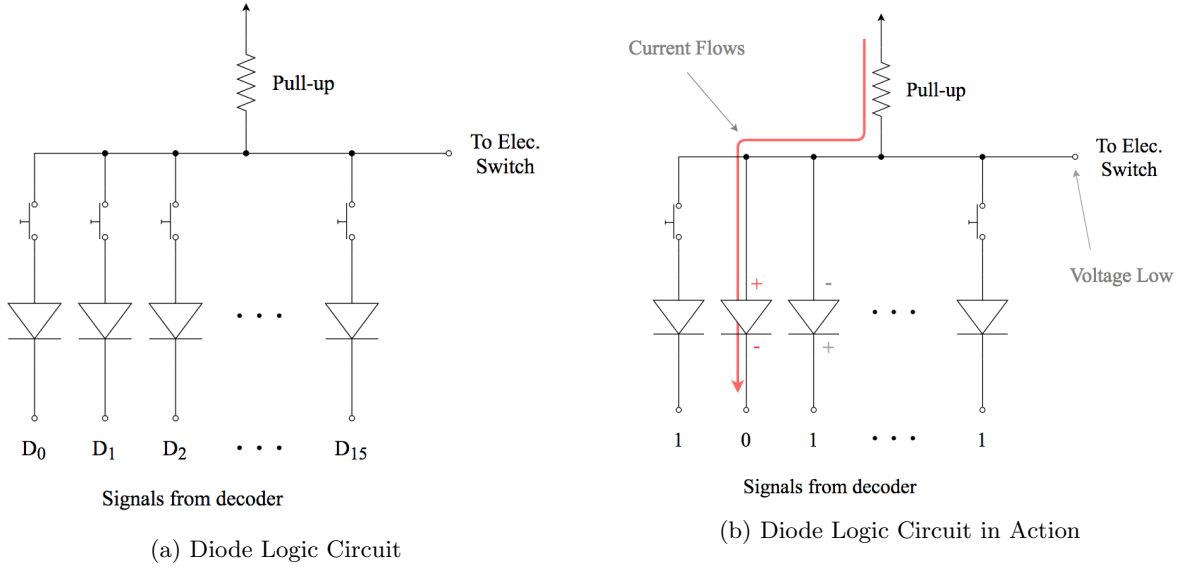 Pull-up
To Elec.
Switch
D0 D1 D2 • • • D15
Signals from decoder
(a) Diode Logic Circuit
Current Flows
Pull-up
To Elec.
Switch
Voltage Low
+ -
- +
1 0 1 • • • 1
Signals from decoder
(b) Diode Logic Circuit in Action